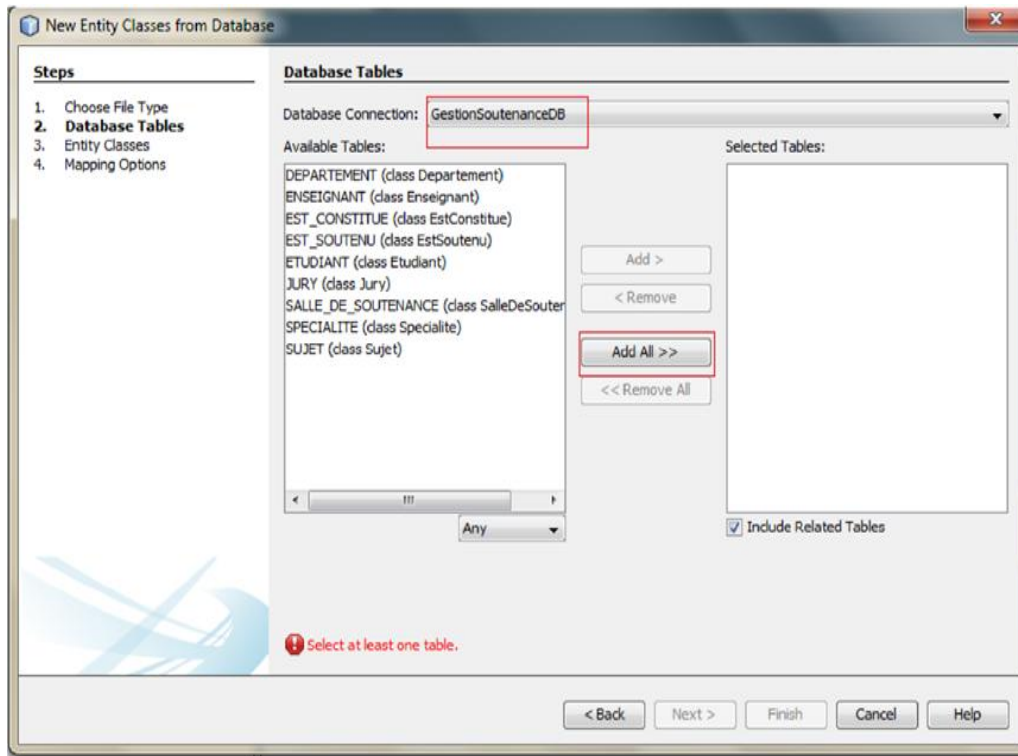 New Entity Classes from Database
Steps
1. Choose File Type
2. Database Tables
3. Entity Classes
4. Mapping Options
Database Tables
Database Connection: GestionSoutenanceDB
Available Tables:
DEPARTEMENT (class Departement)
ENSEIGNANT (class Enseignant)
EST_CONSTITUE (class EstConstitue)
EST_SOUTENU (class EstSoutenu)
ETUDIANT (class Etudiant)
JURY (class Jury)
SALLE_DE_SOUTENANCE (class SalleDeSouter
SPECIALITE (class Specialite)
SUJET (class Sujet)
Any
Add >
< Remove
Add All >>
<< Remove All
Selected Tables:
Include Related Tables
Select at least one table.
< Back Next > Finish Cancel Help